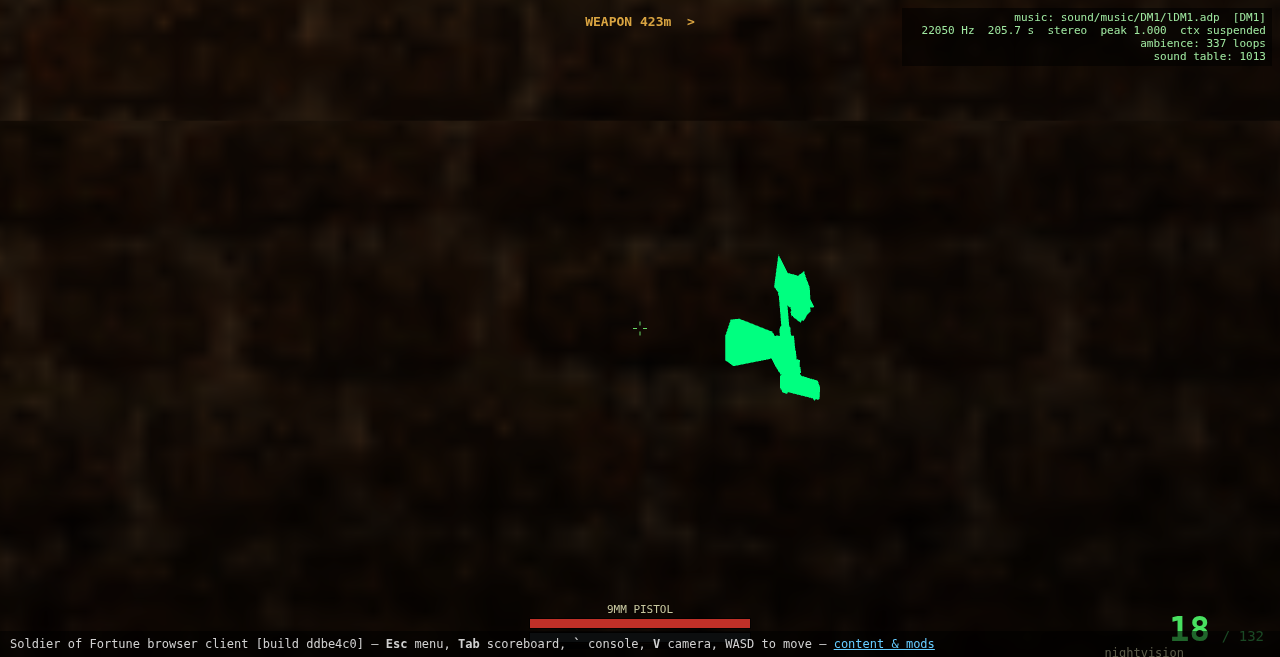 WEAPON 423m >
music: sound/music/DM1/lDM1.adp [DM1]
22050 Hz 205.7 s stereo peak 1.000 ctx suspended
ambience: 337 loops
sound table: 1013
9MM PISTOL
18 / 132
Soldier of Fortune browser client [build ddbe4c0] — Esc menu, Tab scoreboard, ` console, V camera, WASD to move — content & mods
nightvision